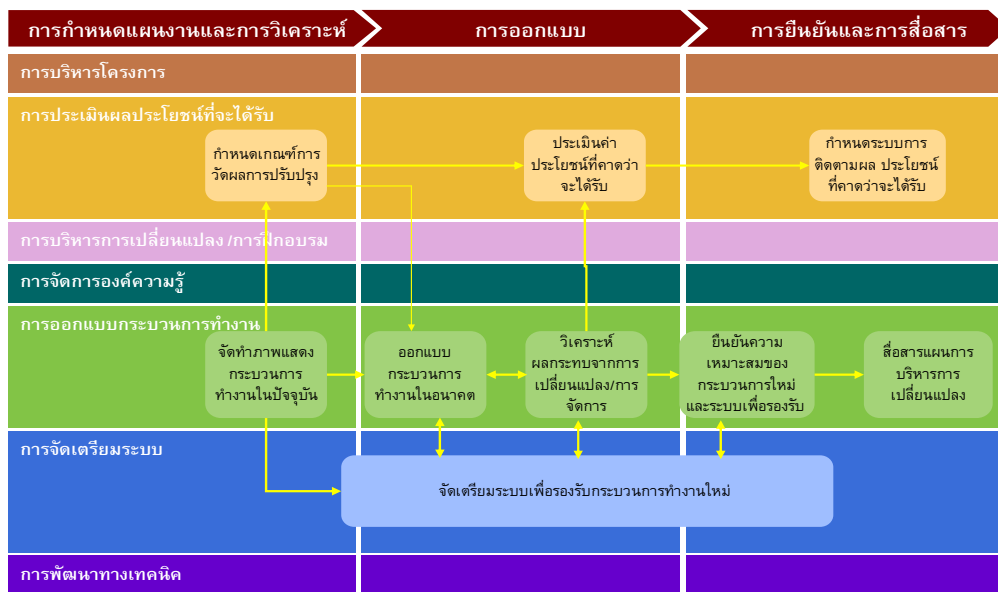 การกำหนดแผนงานและการวิเคราะห์
การออกแบบ
การยืนยันและการสื่อสาร
การบริหารโครงการ
การประเมินผลประโยชน์ที่จะได้รับ
กำหนดเกณฑ์การ
วัดผลการปรับปรุง
ประเมินค่า
ประโยชน์ที่คาดว่า
จะได้รับ
กำหนดระบบการ
ติดตามผล ประโยชน์
ที่คาดว่าจะได้รับ
การบริหารการเปลี่ยนแปลง /การฝึกอบรม
การจัดการองค์ความรู้
การออกแบบกระบวนการทำงาน
จัดทำภาพแสดง
กระบวนการ
ทำงานในปัจจุบัน
ออกแบบ
กระบวนการ
ทำงานในอนาคต
วิเคราะห์
ผลกระทบจากการ
เปลี่ยนแปลง/การ
จัดการ
ยืนยันความ
เหมาะสมของ
กระบวนการใหม่
และระบบเพื่อรองรับ
สื่อสารแผนการ
บริหารการ
เปลี่ยนแปลง
การจัดเตรียมระบบ
จัดเตรียมระบบเพื่อรองรับกระบวนการทำงานใหม่
การพัฒนาทางเทคนิค